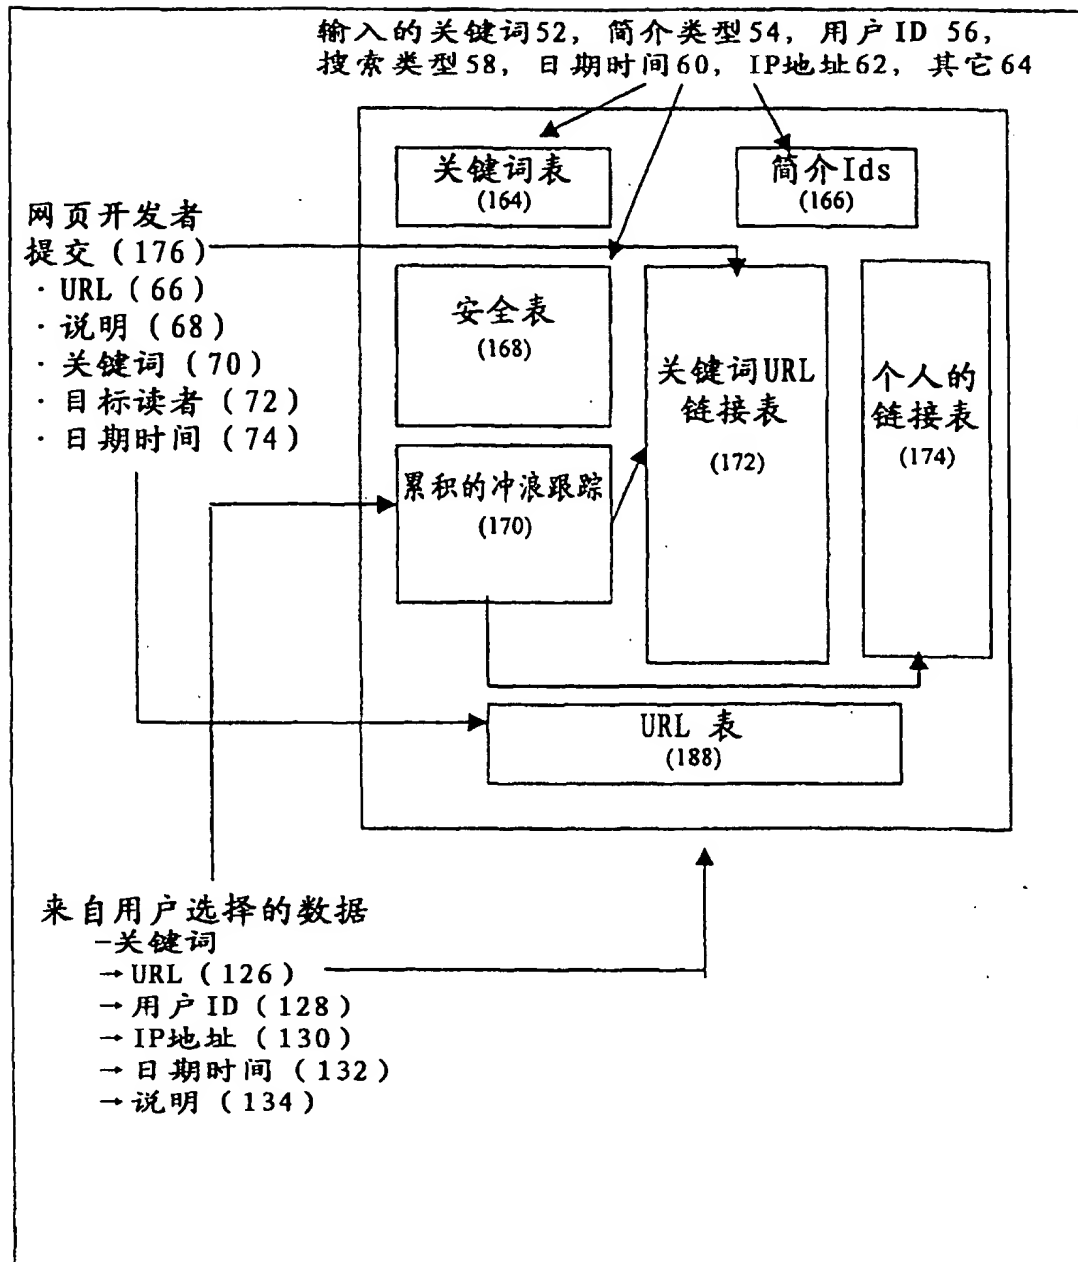 输入的关键词52, 简介类型54, 用户ID 56,
搜索类型58, 日期时间60, IP地址62, 其它64
关键词表
(164)
简介Ids
(166)
网页开发者
提交 (176)
· URL (66)
· 说明 (68)
· 关键词 (70)
· 目标读者 (72)
· 日期时间 (74)
安全表
(168)
关键词URL
链接表
(172)
个人的
链接表
(174)
累积的冲浪跟踪
(170)
URL 表
(188)
来自用户选择的数据
-关键词
→URL (126)
→用户ID (128)
→IP地址 (130)
→日期时间 (132)
→说明 (134)